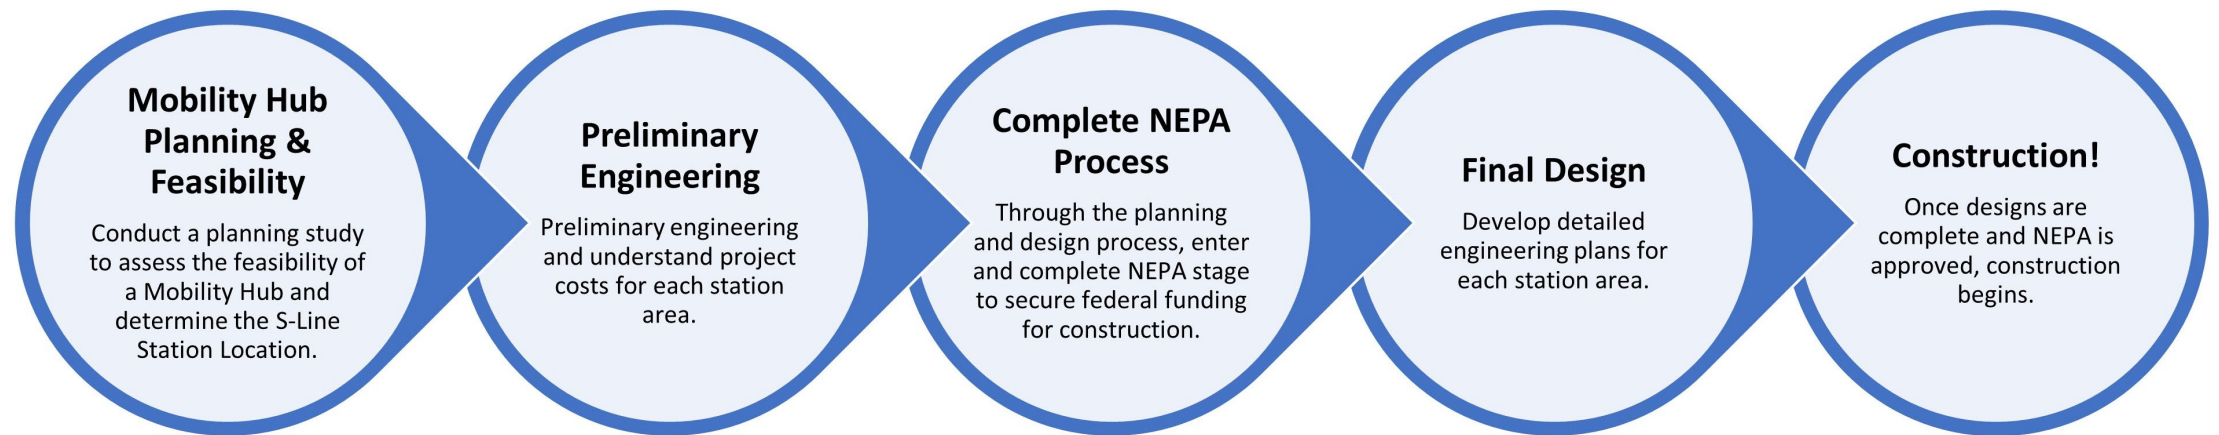 Mobility Hub
Planning &
Feasibility
Conduct a planning study
to assess the feasibility of
a Mobility Hub and
determine the S-Line
Station Location.
Preliminary
Engineering
Preliminary engineering
and understand project
costs for each station
area.
Complete NEPA
Process
Through the planning
and design process, enter
and complete NEPA stage
to secure federal funding
for construction.
Final Design
Develop detailed
engineering plans for
each station area.
Construction!
Once designs are
complete and NEPA is
approved, construction
begins.